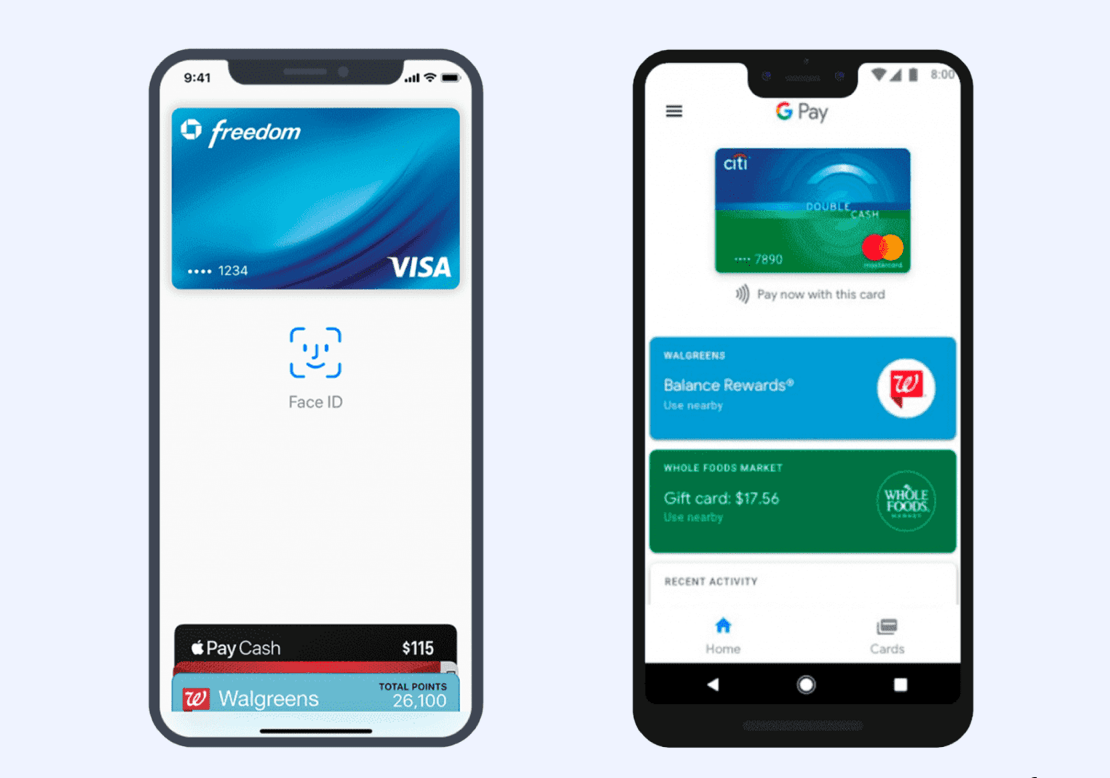 9:41
freedom
•••• 1234
VISA
Face ID
Pay Cash
$115
Walgreens
TOTAL POINTS
26,100
8:00
G Pay
citi
DOUBLE
CASH
•••• 7890
mastercard
Pay now with this card
WALGREENS
Balance Rewards®
Use nearby
W
WHOLE FOODS MARKET
Gift card: $17.56
Use nearby
WHOLE
FOODS
MARKET
RECENT ACTIVITY
Home
Cards